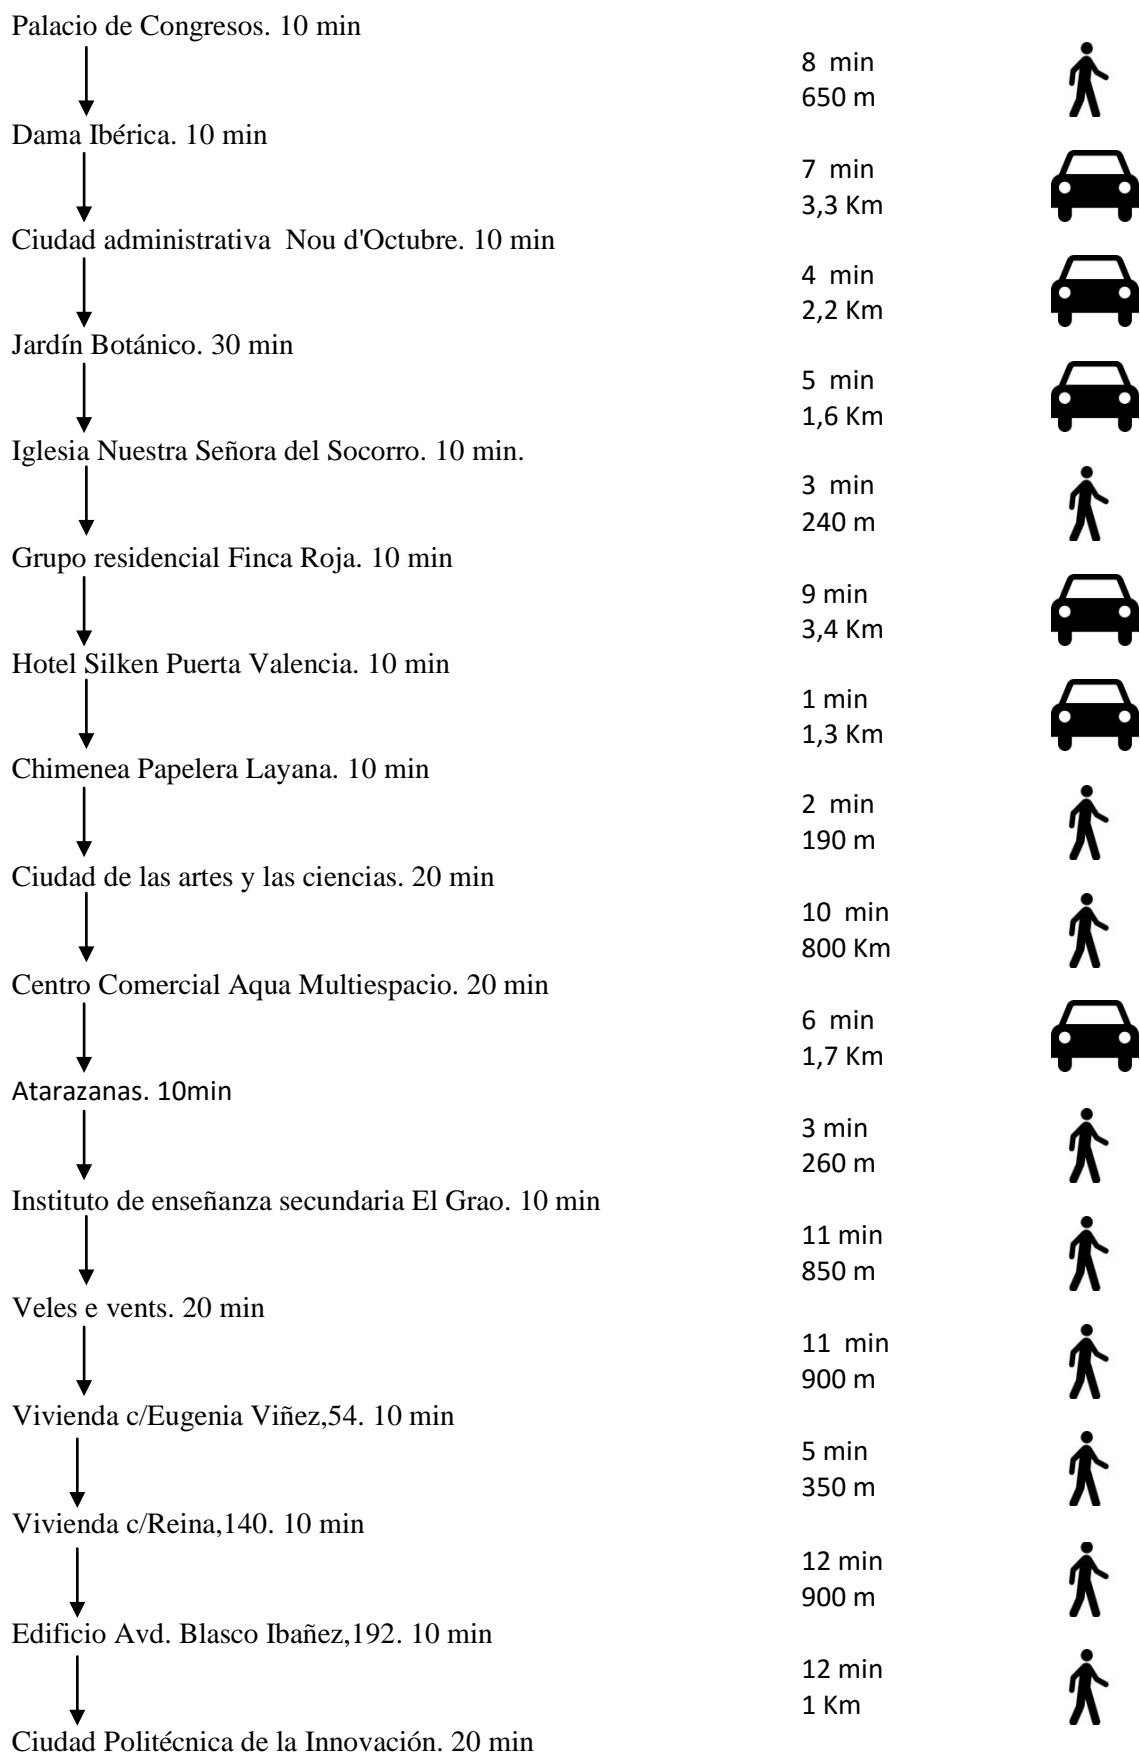 Palacio de Congresos. 10 min
8 min
650 m
Dama Ibérica. 10 min
7 min
3,3 Km
Ciudad administrativa Nou d'Octubre. 10 min
4 min
2,2 Km
Jardín Botánico. 30 min
5 min
1,6 Km
Iglesia Nuestra Señora del Socorro. 10 min.
3 min
240 m
Grupo residencial Finca Roja. 10 min
9 min
3,4 Km
Hotel Silken Puerta Valencia. 10 min
1 min
1,3 Km
Chimenea Papelera Layana. 10 min
2 min
190 m
Ciudad de las artes y las ciencias. 20 min
10 min
800 Km
Centro Comercial Aqua Multiespacio. 20 min
6 min
1,7 Km
Atarazanas. 10min
3 min
260 m
Instituto de enseñanza secundaria El Grao. 10 min
11 min
850 m
Veles e vents. 20 min
11 min
900 m
Vivienda c/Eugenia Viñez,54. 10 min
5 min
350 m
Vivienda c/Reina,140. 10 min
12 min
900 m
Edificio Avd. Blasco Ibañez,192. 10 min
12 min
1 Km
Ciudad Politécnica de la Innovación. 20 min